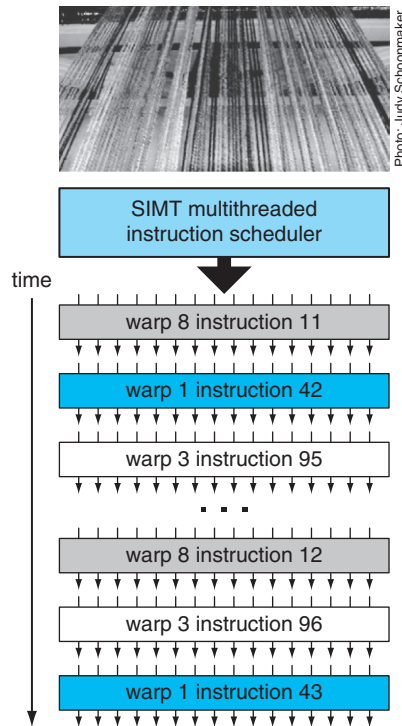 Photo: Judy Schoonmaker
SIMT multithreaded
instruction scheduler
time
warp 8 instruction 11
warp 1 instruction 42
warp 3 instruction 95
. . .
warp 8 instruction 12
warp 3 instruction 96
warp 1 instruction 43